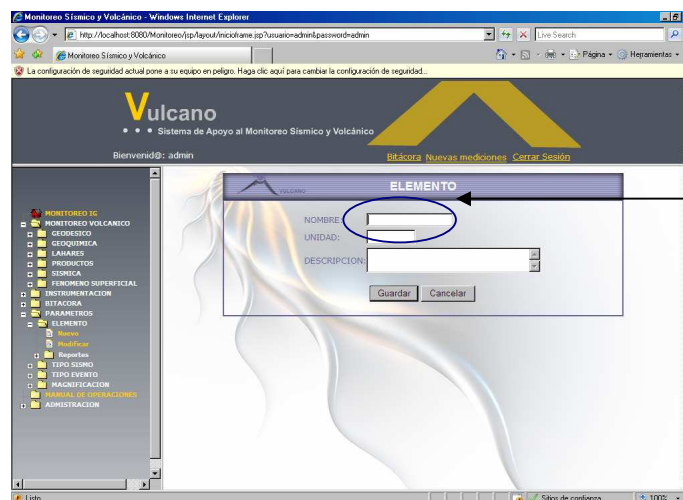 Monitoreo Sísmico y Volcánico - Windows Internet Explorer
http://localhost:8080/Monitoreo/jsp/layout/inicioframe.jsp?usuario=admin&password=admin
Live Search
Monitoreo Sísmico y Volcánico
Página
Herramientas
La configuración de seguridad actual pone a su equipo en peligro. Haga clic aquí para cambiar la configuración de seguridad...
Vulcano
Sistema de Apoyo al Monitoreo Sísmico y Volcánico
Bienvenid@: admin
Bitácora Nuevas mediciones Cerrar Sesión
MONITOREO IG
MONITOREO VOLCANICO
GEODESICO
GEOQUIMICA
LAHARES
PRODUCTOS
SISMICA
FENOMENO SUPERFICIAL
INSTRUMENTACION
BITACORA
PARAMETROS
ELEMENTO
Nuevo
Modificar
Reportes
TIPO SISMO
TIPO EVENTO
MAGNIFICACION
MANUAL DE OPERACIONES
ADMISTRACION
VOLCANO
ELEMENTO
NOMBRE:
UNIDAD:
DESCRIPCION:
Guardar Cancelar
Listo
Sitios de confianza
100%